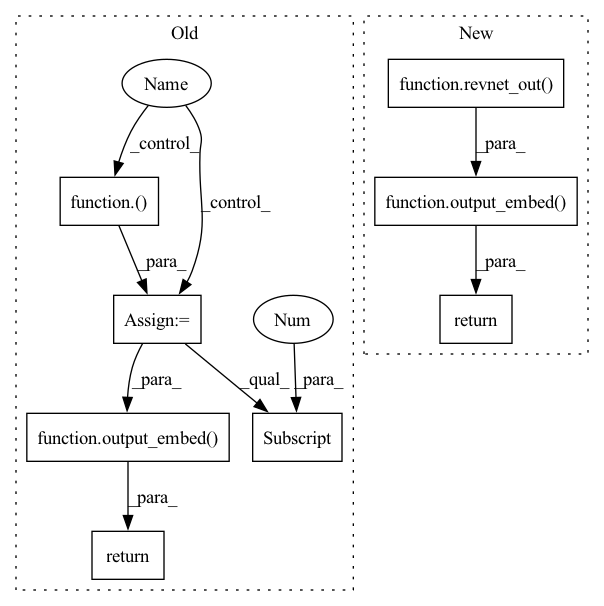 Old
New
Name
function.revnet_out()
_control_
_para_
function.()
function.output_embed()
_control_
_para_
_para_
Assign:=
Num
return
_para_
_qual_
_para_
function.output_embed()
Subscript
_para_
return